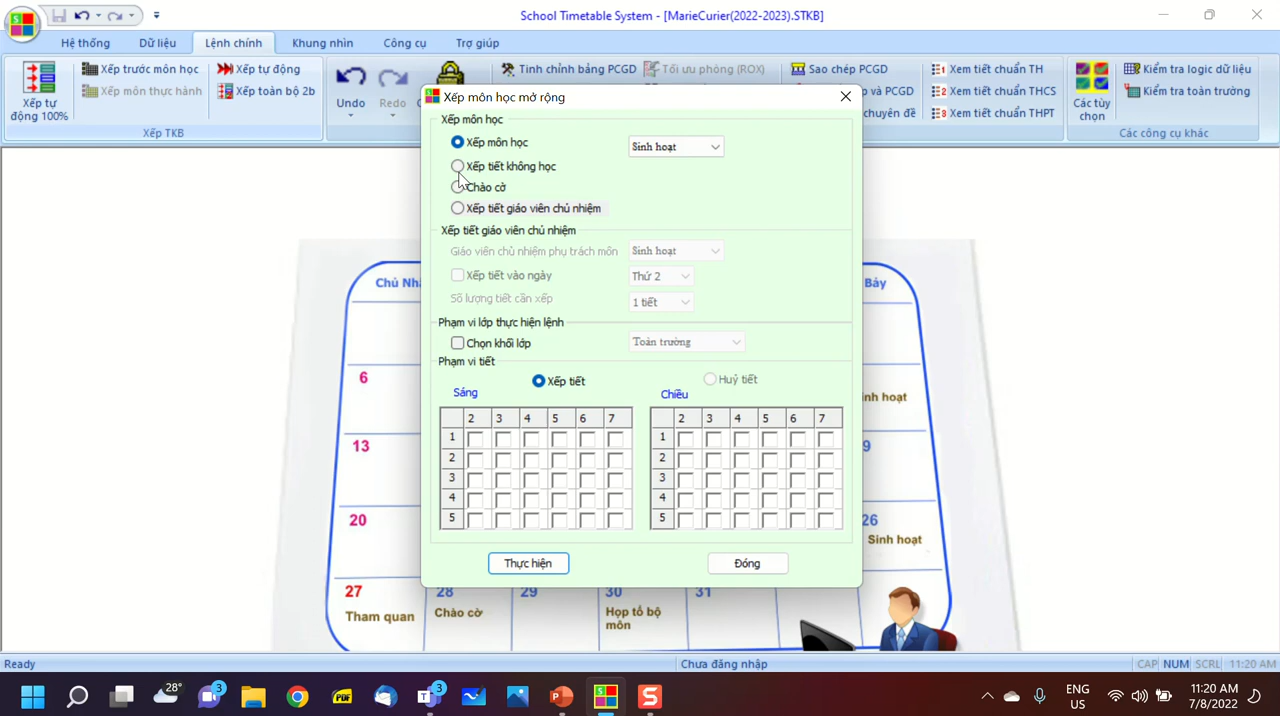 School Timetable System - [MarieCurier(2022-2023).STKB]
Hệ thống Dữ liệu Lệnh chính Khung nhìn Công cụ Trợ giúp
Xếp tự động 100%
Xếp trước môn học
Xếp môn thực hành
Xếp tự động
Xếp toàn bộ 2b
Xếp TKB
Undo
Redo
Tinh chỉnh bảng PCGD
Tối ưu phòng (BDX)
Sao chép PCGD
p và PCGD
chuyên đề
Xem tiết chuẩn TH
Xem tiết chuẩn THCS
Xem tiết chuẩn THPT
Các tùy chọn
Kiểm tra logic dữ liệu
Kiểm tra toàn trường
Các công cụ khác
Xếp môn học mở rộng
Xếp môn học
Xếp môn học Sinh hoạt
Xếp tiết không học
Chào cờ
Xếp tiết giáo viên chủ nhiệm
Xếp tiết giáo viên chủ nhiệm
Giáo viên chủ nhiệm phụ trách môn Sinh hoạt
Xếp tiết vào ngày Thứ 2
Số lượng tiết cần xếp 1 tiết
Phạm vi lớp thực hiện lệnh
Chọn khối lớp Toàn trường
Phạm vi tiết
Xếp tiết Huỷ tiết
Sáng Chiều
2 3 4 5 6 7 2 3 4 5 6 7
1 1
2 2
3 3
4 4
5 5
Thực hiện Đóng
Chủ Nhậ Bảy
6 nh hoạt
13 9
20 26
Sinh hoạt
27 28 29 30 31
Tham quan Chào cờ Họp tổ bộ môn
Ready Chưa đăng nhập CAP NUM SCRL 11:20 AM
28° 3 PDF 3
ENG
US
11:20 AM
7/8/2022